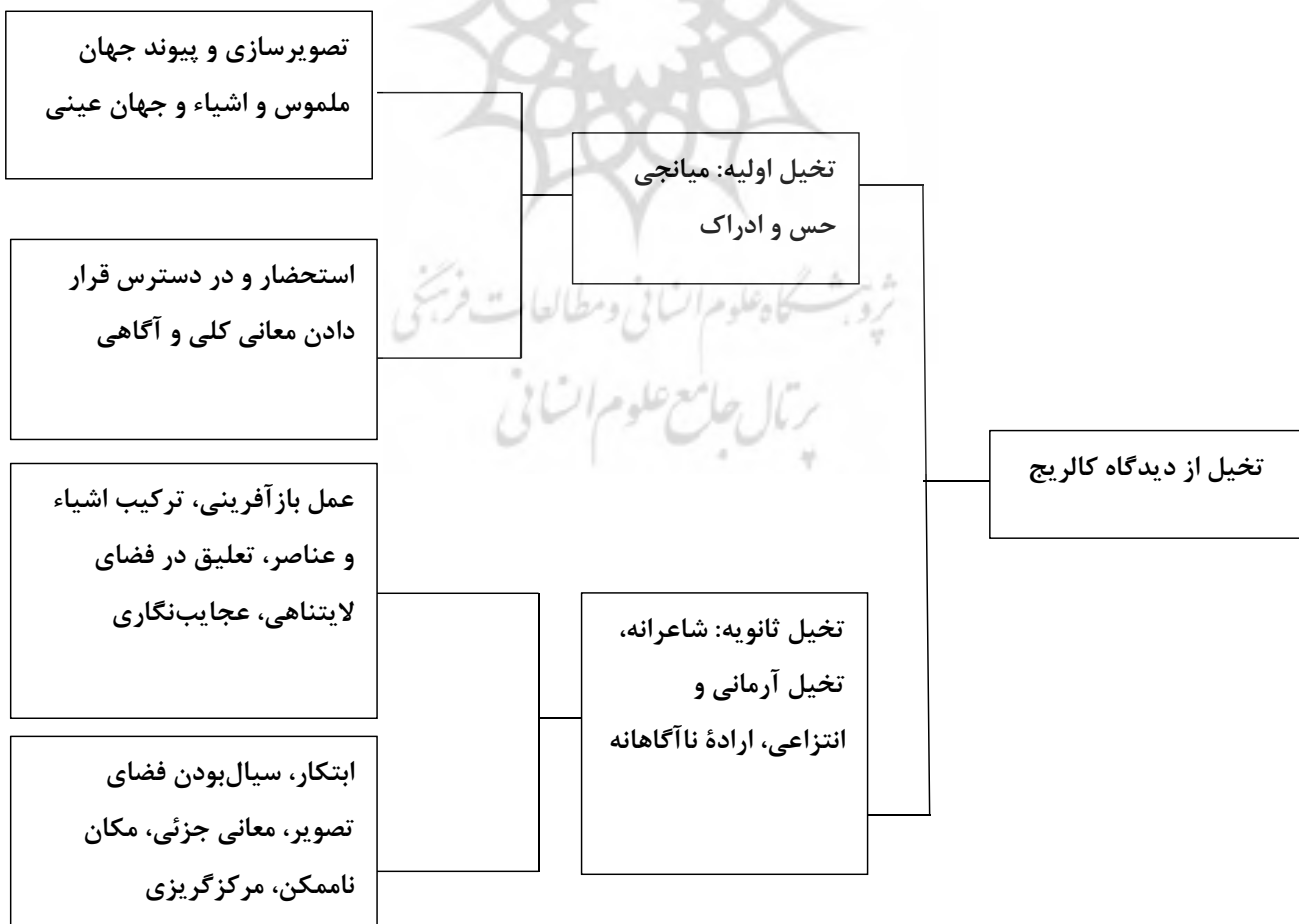 تخیل از دیدگاه کالریج
تخیل اولیه: میانجی
حس و ادراک
تصویرسازی و پیوند جهان
ملموس و اشیاء و جهان عینی
استحضار و در دسترس قرار
دادن معانی کلی و آگاهی
تخیل ثانویه: شاعرانه،
تخیل آرمانی و
انتزاعی، ارادهٔ ناآگاهانه
عمل بازآفرینی، ترکیب اشیاء
و عناصر، تعلیق در فضای
لایتناهی، عجایب‌نگاری
ابتکار، سیال‌بودن فضای
تصویر، معانی جزئی، مکان
ناممکن، مرکزگریزی
پژوهشگاه علوم انسانی و مطالعات فرهنگی
پرتال جامع علوم انسانی